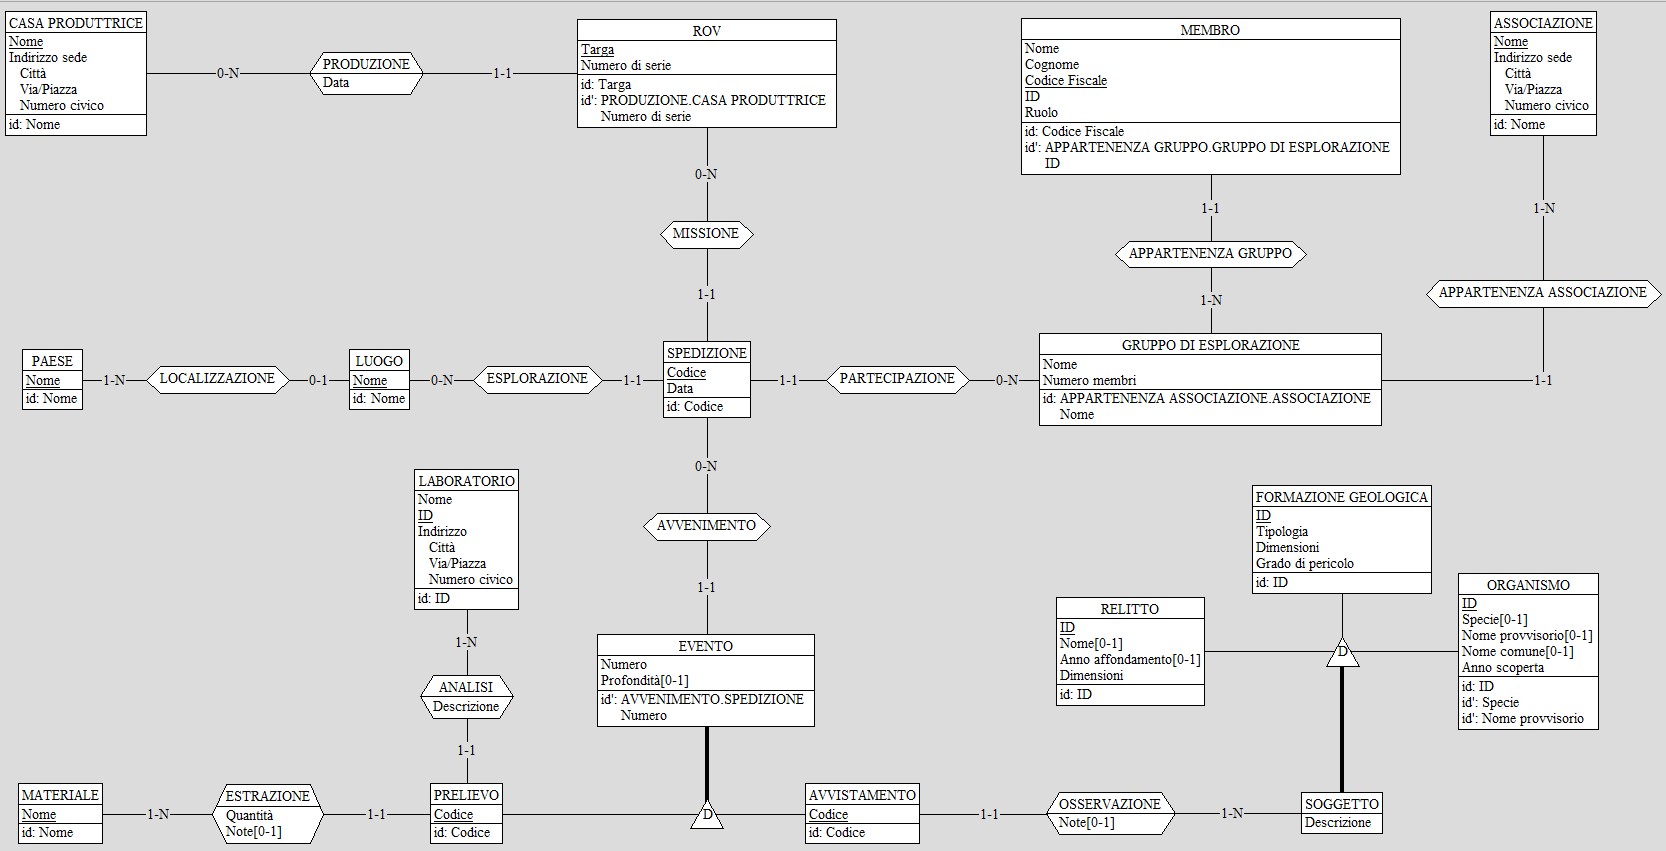 CASA PRODUTTRICE
Nome
Indirizzo sede
Città
Via/Piazza
Numero civico
id: Nome
0-N
PRODUZIONE
Data
1-1
ROV
Targa
Numero di serie
id: Targa
id': PRODUZIONE.CASA PRODUTTRICE
Numero di serie
MEMBRO
Nome
Cognome
Codice Fiscale
ID
Ruolo
id: Codice Fiscale
id': APPARTENENZA GRUPPO.GRUPPO DI ESPLORAZIONE
ID
ASSOCIAZIONE
Nome
Indirizzo sede
Città
Via/Piazza
Numero civico
id: Nome
0-N
MISSIONE
1-1
1-1
APPARTENENZA GRUPPO
1-N
1-N
APPARTENENZA ASSOCIAZIONE
1-1
PAESE
Nome
id: Nome
1-N
LOCALIZZAZIONE
0-1
LUOGO
Nome
id: Nome
0-N
ESPLORAZIONE
1-1
SPEDIZIONE
Codice
Data
id: Codice
1-1
PARTECIPAZIONE
0-N
GRUPPO DI ESPLORAZIONE
Nome
Numero membri
id: APPARTENENZA ASSOCIAZIONE.ASSOCIAZIONE
Nome
0-N
AVVENIMENTO
1-1
LABORATORIO
Nome
ID
Indirizzo
Città
Via/Piazza
Numero civico
id: ID
1-N
ANALISI
Descrizione
1-1
EVENTO
Numero
Profondità[0-1]
id': AVVENIMENTO.SPEDIZIONE
Numero
FORMAZIONE GEOLOGICA
ID
Tipologia
Dimensioni
Grado di pericolo
id: ID
RELITTO
ID
Nome[0-1]
Anno affondamento[0-1]
Dimensioni
id: ID
D
ORGANISMO
ID
Specie[0-1]
Nome provvisorio[0-1]
Nome comune[0-1]
Anno scoperta
id: ID
id': Specie
id': Nome provvisorio
MATERIALE
Nome
id: Nome
1-N
ESTRAZIONE
Quantità
Note[0-1]
1-1
PRELIEVO
Codice
id: Codice
D
AVVISTAMENTO
Codice
id: Codice
1-1
OSSERVAZIONE
Note[0-1]
1-N
SOGGETTO
Descrizione